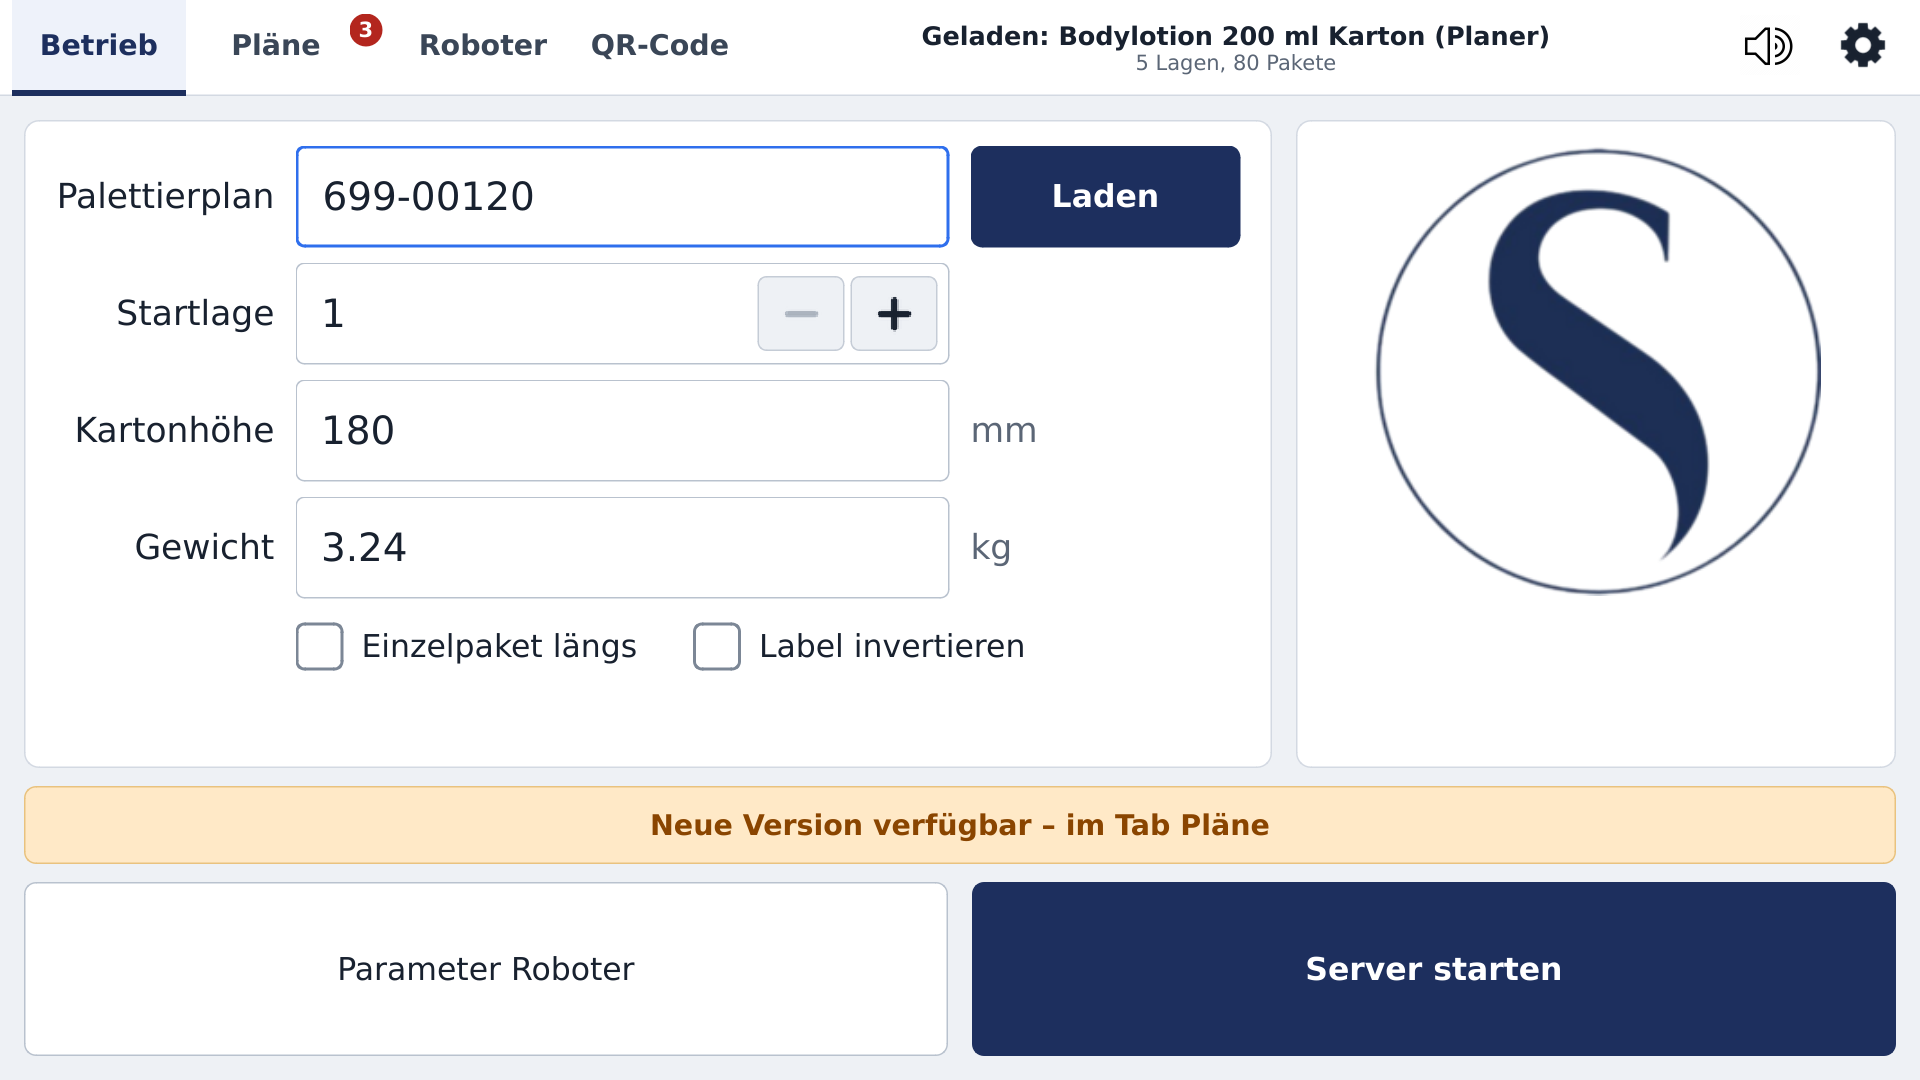 Betrieb
Pläne
3
Roboter
QR-Code
Geladen: Bodylotion 200 ml Karton (Planer)
5 Lagen, 80 Pakete
Palettierplan
699-00120
Laden
Startlage
1
Kartonhöhe
180
mm
Gewicht
3.24
kg
Einzelpaket längs
Label invertieren
Neue Version verfügbar – im Tab Pläne
Parameter Roboter
Server starten